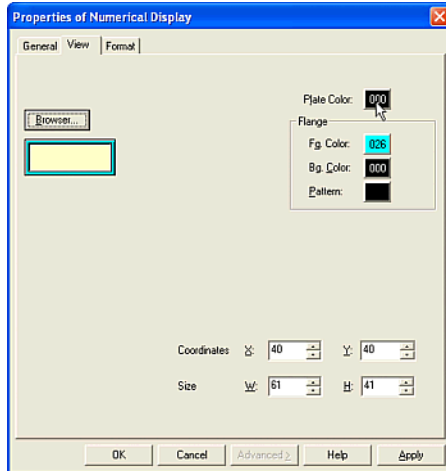 Properties of Numerical Display
General View Format
Plate Color: 000
Browser...
Flange
Fg. Color: 026
Bg. Color: 000
Pattern:
Coordinates X: 40 Y: 40
Size W: 61 H: 41
OK Cancel Advanced > Help Apply